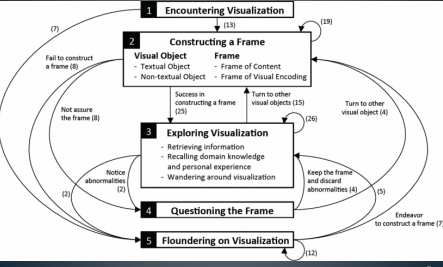 1 Encountering Visualization
(7)
(13)
(19)
2 Constructing a Frame
Fail to construct
a frame (8)
Visual Object
- Textual Object
- Non-textual Object
Frame
- Frame of Content
- Frame of Visual Encoding
Not assure
the frame (8)
Success in
constructing a frame
(25)
Turn to other
visual objects (15)
Turn to other
visual object (4)
(26)
3 Exploring Visualization
- Retrieving information
- Recalling domain knowledge
and personal experience
- Wandering around visualization
(2)
Notice
abnormalities
(2)
Keep the frame
and discard
abnormalities (4)
(5)
4 Questioning the Frame
Endeavor
to construct a frame (7)
5 Floundering on Visualization
(12)